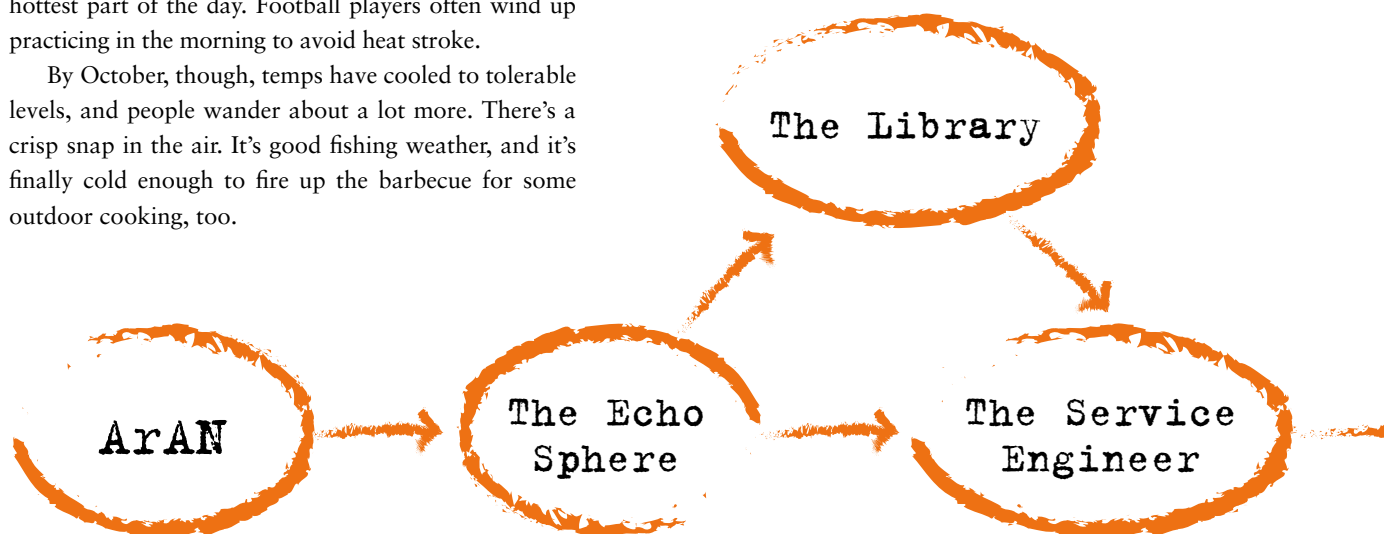 hottest part of the day. Football players often wind up
practicing in the morning to avoid heat stroke.
By October, though, temps have cooled to tolerable
levels, and people wander about a lot more. There’s a
crisp snap in the air. It’s good fishing weather, and it’s
finally cold enough to fire up the barbecue for some
outdoor cooking, too.
The Library
ArAN
The Echo
Sphere
The Service
Engineer